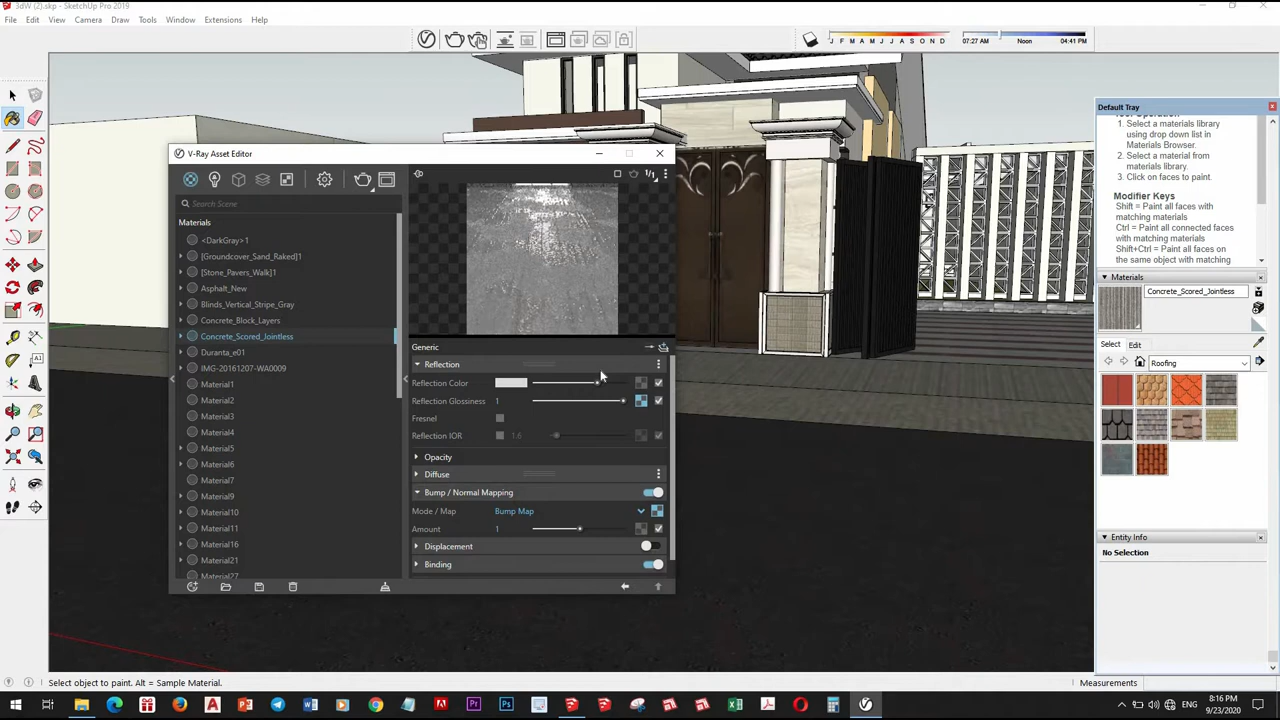 3dW (2).skp - SketchUp Pro 2019
File Edit View Camera Draw Tools Window Extensions Help
J F M A M J J A S O N D
07:27 AM Noon 04:41 PM
Default Tray
1. Select a materials library
using drop down list in
Materials Browser.
2. Select a material from
materials library.
3. Click on faces to paint.
Modifier Keys
Shift = Paint all faces with
matching materials
Ctrl = Paint all connected faces
with matching materials
Shift+Ctrl = Paint all faces on
the same object with matching
Materials
Concrete_Scored_Jointless
Select Edit
Roofing
Entity Info
No Selection
V-Ray Asset Editor
1/1
Search Scene
Materials
<DarkGray>1
[Groundcover_Sand_Raked]1
[Stone_Pavers_Walk]1
Asphalt_New
Blinds_Vertical_Stripe_Gray
Concrete_Block_Layers
Concrete_Scored_Jointless
Duranta_e01
IMG-20161207-WA0009
Material1
Material2
Material3
Material4
Material5
Material6
Material7
Material9
Material10
Material11
Material16
Material21
Material27
Generic
Reflection
Reflection Color
Reflection Glossiness 1
Fresnel
Reflection IOR 1.6
Opacity
Diffuse
Bump / Normal Mapping
Mode / Map Bump Map
Amount 1
Displacement
Binding
Select object to paint. Alt = Sample Material.
Measurements
ENG
8:16 PM
9/23/2020